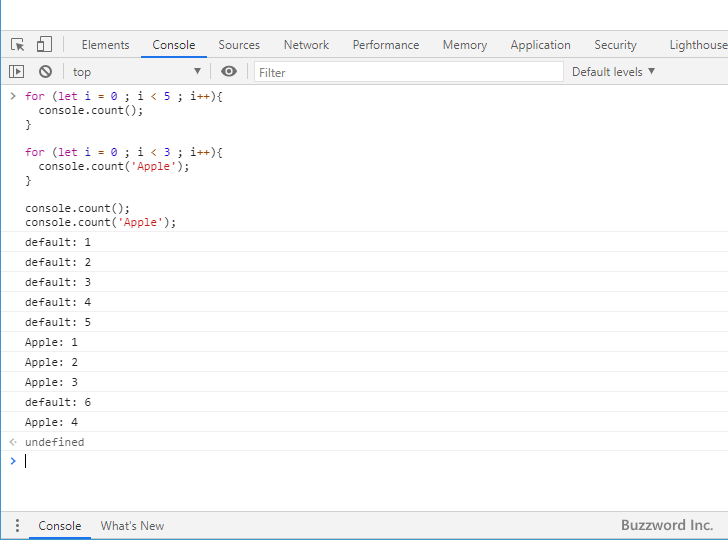 Elements Console Sources Network Performance Memory Application Security Lighthouse
top ▼ Filter Default levels ▼
> for (let i = 0 ; i < 5 ; i++){
console.count();
}
for (let i = 0 ; i < 3 ; i++){
console.count('Apple');
}
console.count();
console.count('Apple');
default: 1
default: 2
default: 3
default: 4
default: 5
Apple: 1
Apple: 2
Apple: 3
default: 6
Apple: 4
undefined
>
Console What's New Buzzword Inc.